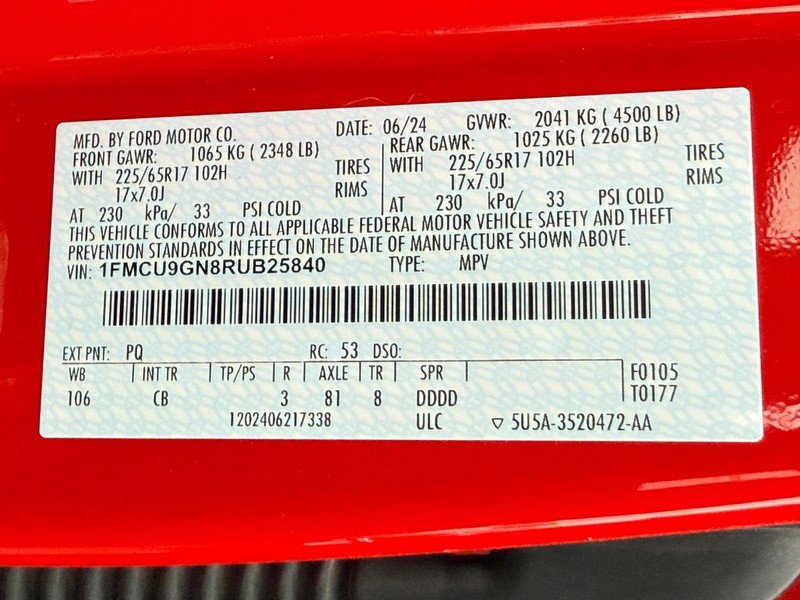 MFD. BY FORD MOTOR CO. DATE: 06/24 GVWR: 2041 KG ( 4500 LB)
FRONT GAWR: 1065 KG ( 2348 LB) REAR GAWR: 1025 KG ( 2260 LB)
WITH 225/65R17 102H TIRES WITH 225/65R17 102H TIRES
17x7.0J RIMS 17x7.0J RIMS
AT 230 kPa/ 33 PSI COLD AT 230 kPa/ 33 PSI COLD
THIS VEHICLE CONFORMS TO ALL APPLICABLE FEDERAL MOTOR VEHICLE SAFETY AND THEFT
PREVENTION STANDARDS IN EFFECT ON THE DATE OF MANUFACTURE SHOWN ABOVE.
VIN: 1FMCU9GN8RUB25840 TYPE: MPV
EXT PNT: PQ RC: 53 DSO:
WB INT TR TP/PS R AXLE TR SPR F0105
106 CB 3 81 8 DDDD T0177
1202406217338 ULC ▽ 5U5A-3520472-AA